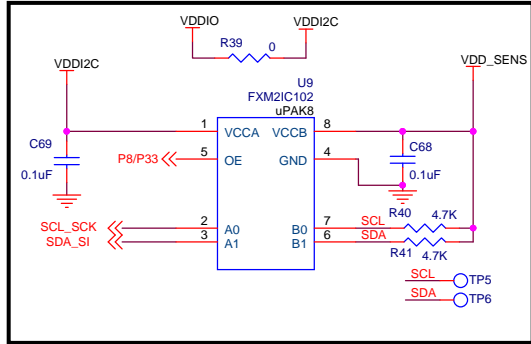 VDDIO
VDDI2C
R39
0
VDDI2C
VDD_SENS
U9
FXM2IC102
uPAK8
1
VCCA
VCCB
8
C69
0.1uF
P8/P33
5
OE
GND
4
C68
0.1uF
SCL_SCK
2
A0
B0
7
SCL
R40
4.7K
SDA_SI
3
A1
B1
6
SDA
R41
4.7K
SCL
TP5
SDA
TP6